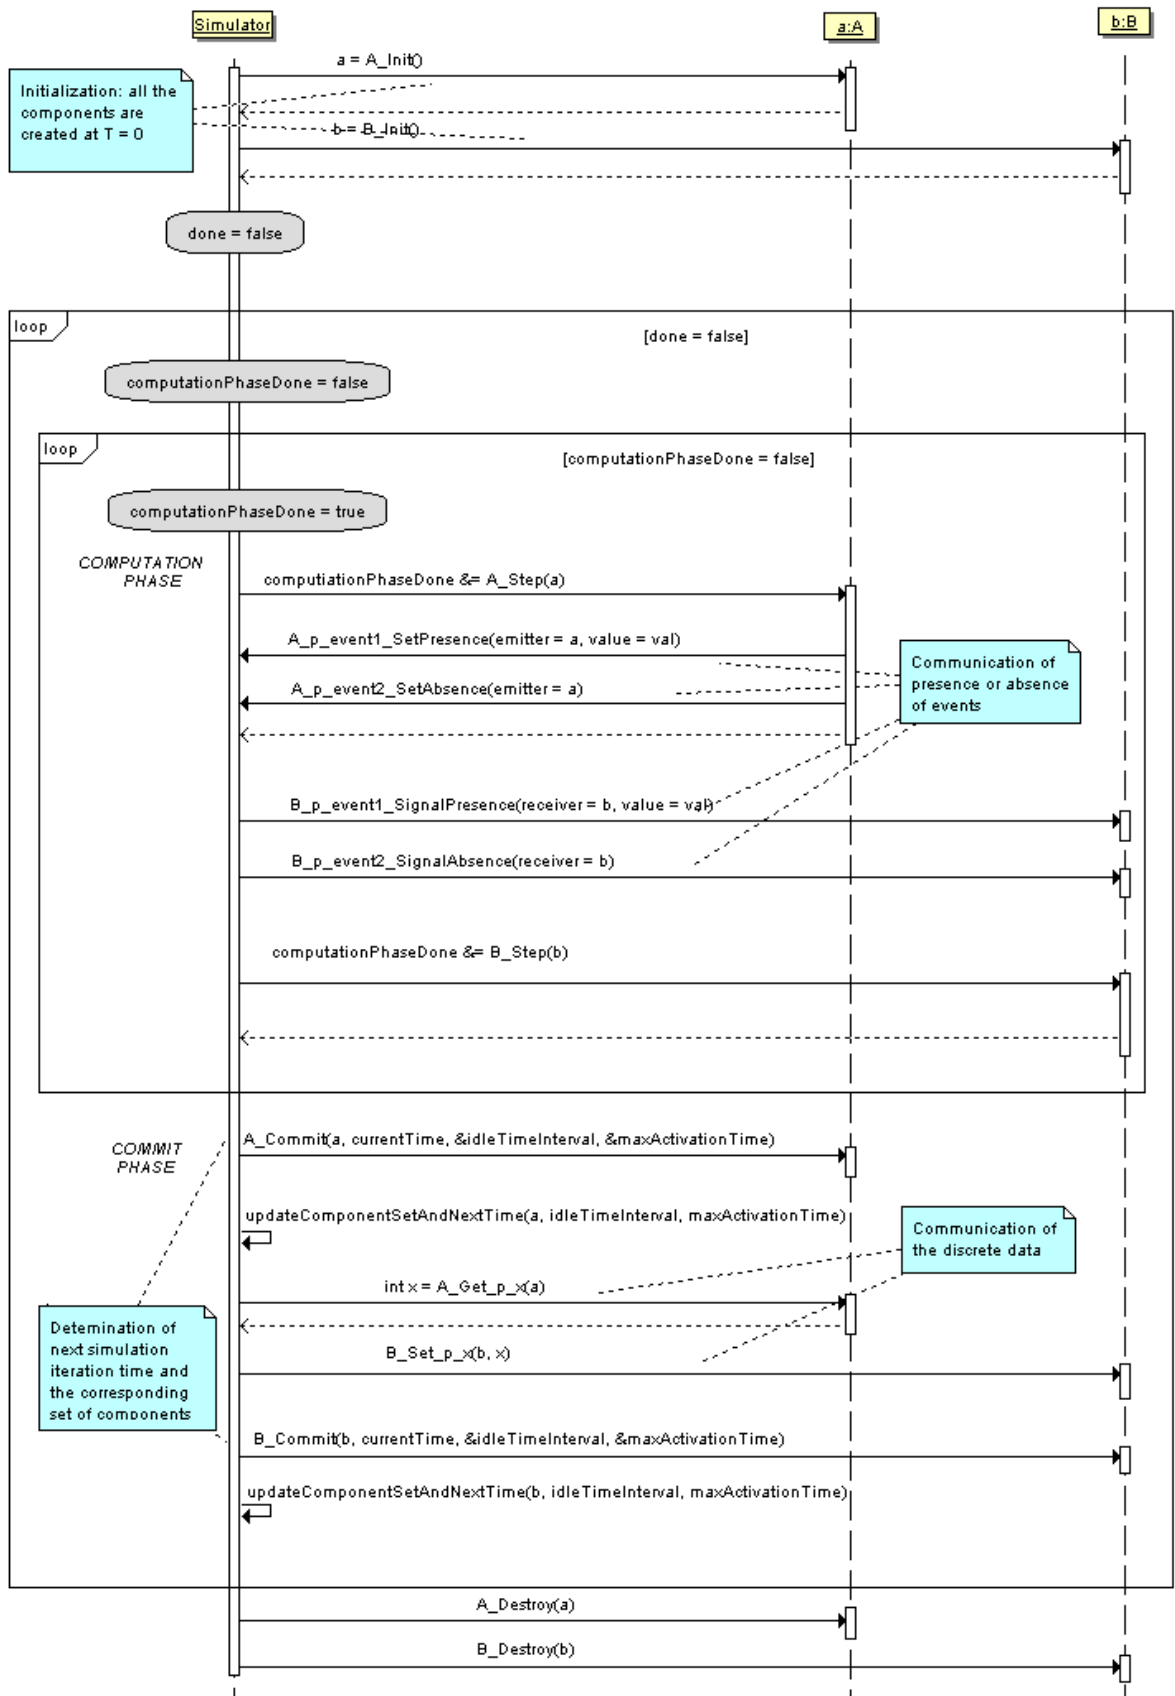 Simulator
a:A
b:B
a = A_Init()
Initialization: all the
components are
created at T = 0
b = B_Init()
done = false
loop
[done = false]
computationPhaseDone = false
loop
[computationPhaseDone = false]
computationPhaseDone = true
COMPUTATION
PHASE
computiationPhaseDone &= A_Step(a)
A_p_event1_SetPresence(emitter = a, value = val)
Communication of
presence or absence
of events
A_p_event2_SetAbsence(emitter = a)
B_p_event1_SignalPresence(receiver = b, value = val)
B_p_event2_SignalAbsence(receiver = b)
computationPhaseDone &= B_Step(b)
COMMIT
PHASE
A_Commit(a, currentTime, &idleTimeInterval, &maxActivationTime)
updateComponentSetAndNextTime(a, idleTimeInterval, maxActivationTime)
Communication of
the discrete data
int x = A_Get_p_x(a)
Detemination of
next simulation
iteration time and
the corresponding
set of components
B_Set_p_x(b, x)
B_Commit(b, currentTime, &idleTimeInterval, &maxActivationTime)
updateComponentSetAndNextTime(b, idleTimeInterval, maxActivationTime)
A_Destroy(a)
B_Destroy(b)